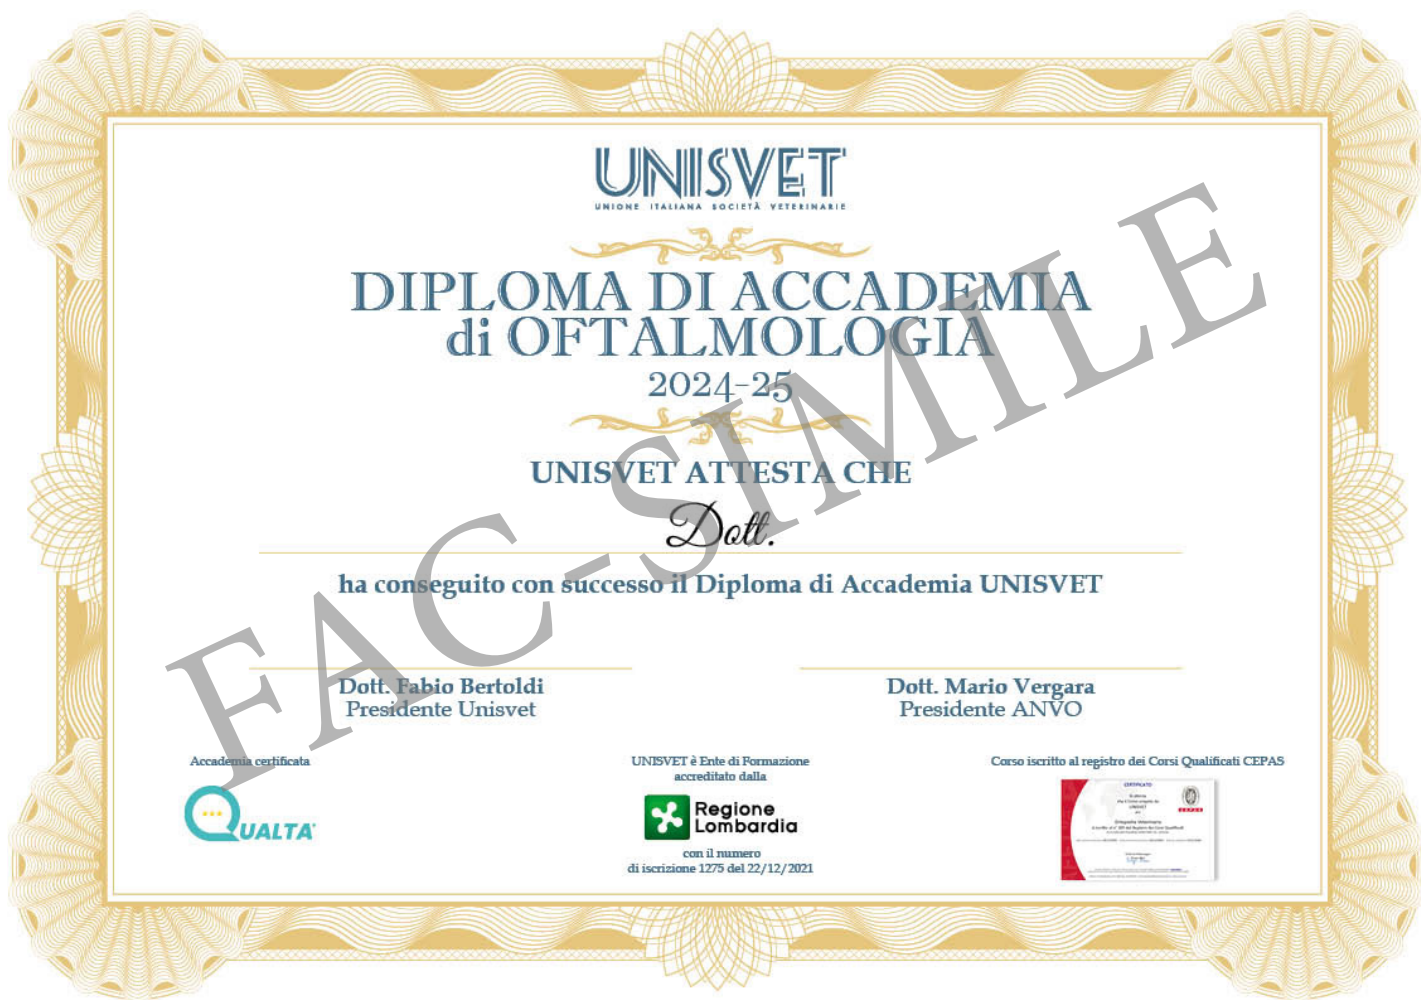 UNISVET
UNIONE ITALIANA SOCIETÀ VETERINARIE
DIPLOMA DI ACCADEMIA
di OFTALMOLOGIA
2024-25
UNISVET ATTESTA CHE
Dott.
ha conseguito con successo il Diploma di Accademia UNISVET
FAC-SIMILE
Dott. Fabio Bertoldi
Presidente Unisvet
Dott. Mario Vergara
Presidente ANVO
Accademia certificata
QUALTA
UNISVET è Ente di Formazione
accreditato dalla
Regione
Lombardia
con il numero
di iscrizione 1275 del 22/12/2021
Corso iscritto al registro dei Corsi Qualificati CEPAS
CERTIFICATO
UNISVET
CEPAS